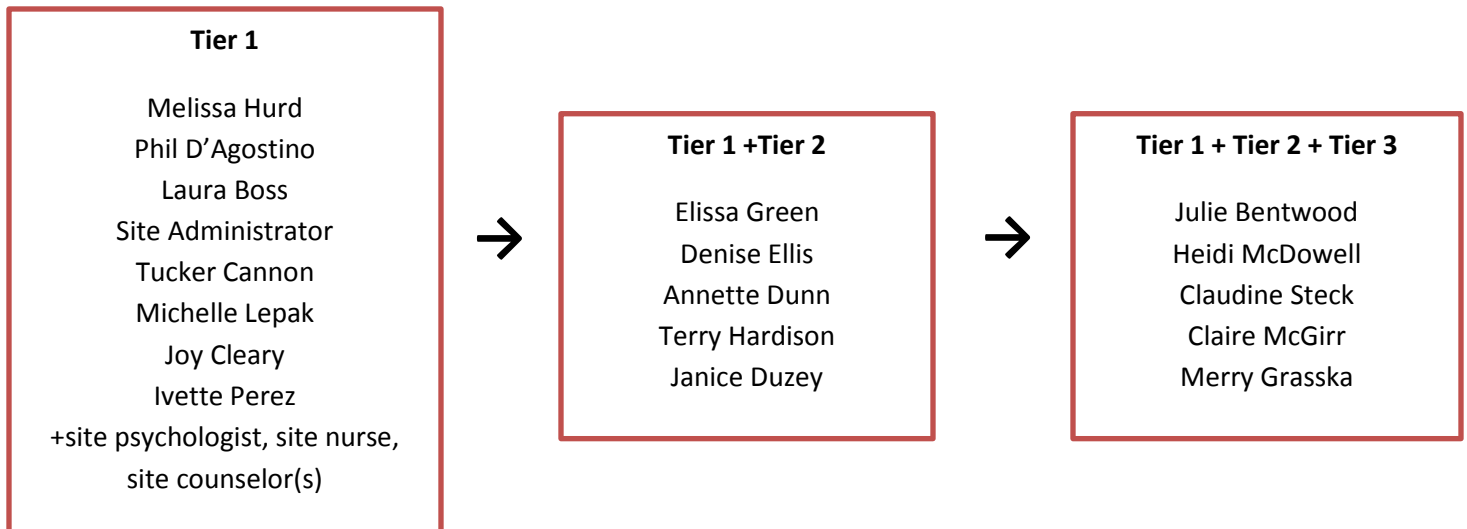 Tier 1
Melissa Hurd
Phil D’Agostino
Laura Boss
Site Administrator
Tucker Cannon
Michelle Lepak
Joy Cleary
Ivette Perez
+site psychologist, site nurse,
site counselor(s)
Tier 1 +Tier 2
Elissa Green
Denise Ellis
Annette Dunn
Terry Hardison
Janice Duzey
Tier 1 + Tier 2 + Tier 3
Julie Bentwood
Heidi McDowell
Claudine Steck
Claire McGirr
Merry Grasska